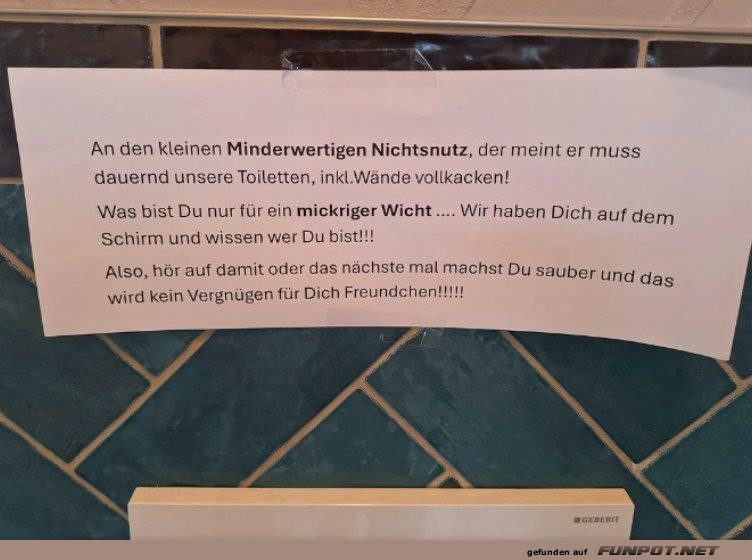 An den kleinen Minderwertigen Nichtsnutz, der meint er muss
dauernd unsere Toiletten, inkl.Wände vollkacken!
Was bist Du nur für ein mickriger Wicht .... Wir haben Dich auf dem
Schirm und wissen wer Du bist!!!
Also, hör auf damit oder das nächste mal machst Du sauber und das
wird kein Vergnügen für Dich Freundchen!!!!!
GEBERIT
gefunden auf FUNPOT.NET